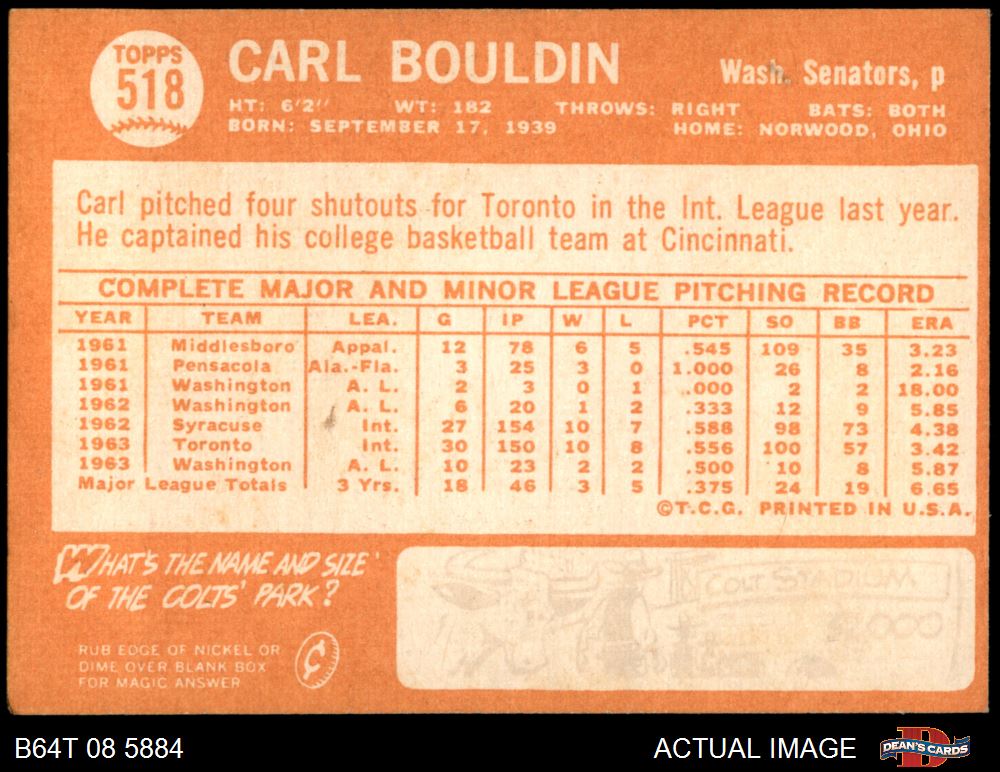 TOPPS
518
CARL BOULDIN
Wash. Senators, p
HT: 6'2" WT: 182 THROWS: RIGHT BATS: BOTH
BORN: SEPTEMBER 17, 1939 HOME: NORWOOD, OHIO
Carl pitched four shutouts for Toronto in the Int. League last year.
He captained his college basketball team at Cincinnati.
COMPLETE MAJOR AND MINOR LEAGUE PITCHING RECORD
YEAR TEAM LEA. G IP W L PCT SO BB ERA
1961 Middlesboro Appal. 12 78 6 5 .545 109 35 3.23
1961 Pensacola Ala.-Fla. 3 25 3 0 1.000 26 8 2.16
1961 Washington A. L. 2 3 0 1 .000 2 2 18.00
1962 Washington A. L. 6 20 1 2 .333 12 9 5.85
1962 Syracuse Int. 27 154 10 7 .588 98 73 4.38
1963 Toronto Int. 30 150 10 8 .556 100 57 3.42
1963 Washington A. L. 10 23 2 2 .500 10 8 5.87
Major League Totals 3 Yrs. 18 46 3 5 .375 24 19 6.65
©T.C.G. PRINTED IN U.S.A.
WHAT'S THE NAME AND SIZE
OF THE COLTS' PARK?
COLT STADIUM
RUB EDGE OF NICKEL OR
DIME OVER BLANK BOX
FOR MAGIC ANSWER
¢
B64T 08 5884
ACTUAL IMAGE
D
DEAN'S CARDS